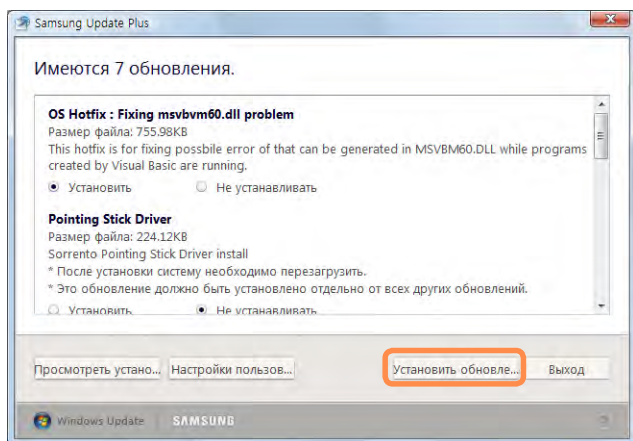 Samsung Update Plus
Имеются 7 обновления.
OS Hotfix : Fixing msvbvm60.dll problem
Размер файла: 755.98KB
This hotfix is for fixing possbile error of that can be generated in MSVBM60.DLL while programs
created by Visual Basic are running.
Установить Не устанавливать
Pointing Stick Driver
Размер файла: 224.12KB
Sorrento Pointing Stick Driver install
* После установки систему необходимо перезагрузить.
* Это обновление должно быть установлено отдельно от всех других обновлений.
Установить Не устанавливать
Просмотреть устано... Настройки пользов... Установить обновле... Выход
Windows Update SAMSUNG